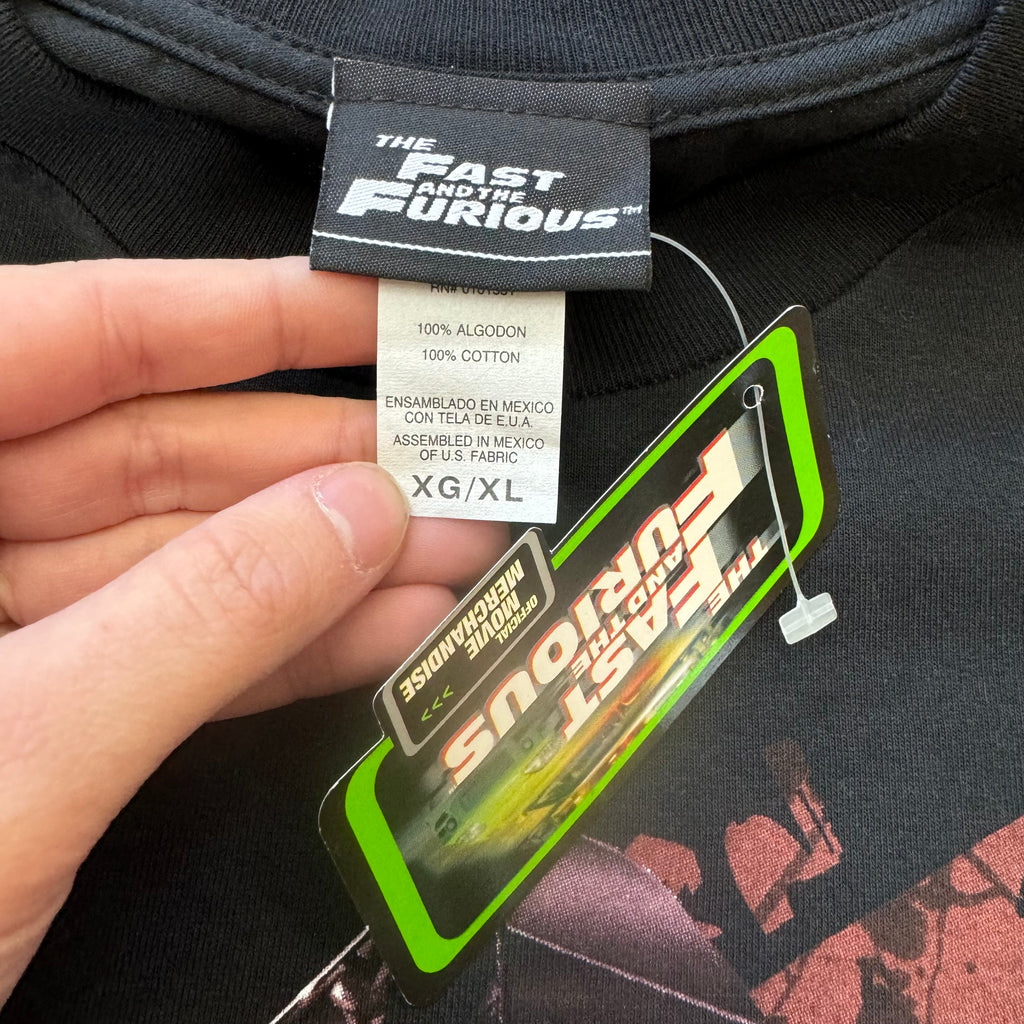 THE
FAST
AND THE
FURIOUS™
100% ALGODON
100% COTTON
ENSAMBLADO EN MEXICO
CON TELA DE E.U.A.
ASSEMBLED IN MEXICO
OF U.S. FABRIC
XG/XL
THE
FAST
AND THE
FURIOUS
OFFICIAL
MOVIE
MERCHANDISE
<<<